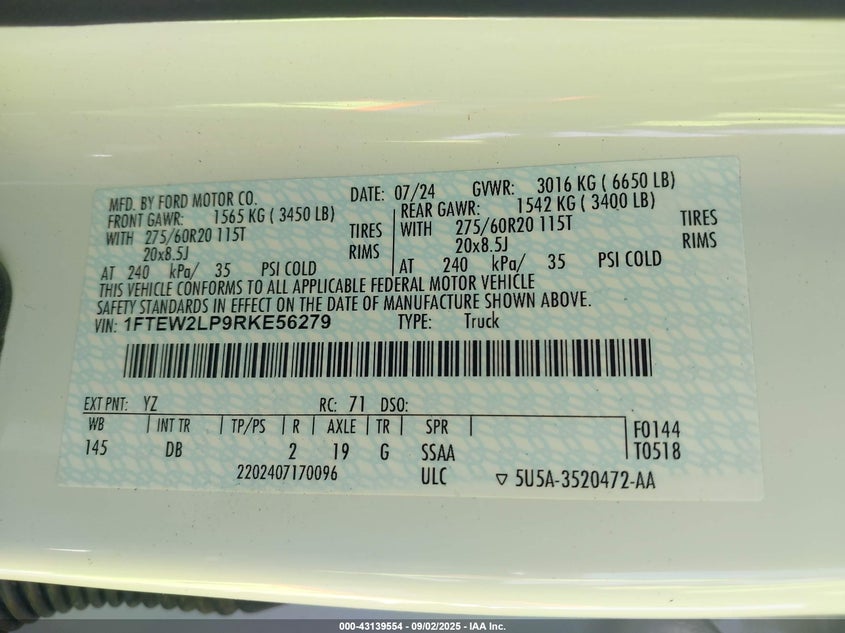 MFD. BY FORD MOTOR CO. DATE: 07/24 GVWR: 3016 KG ( 6650 LB)
FRONT GAWR: 1565 KG ( 3450 LB) REAR GAWR: 1542 KG ( 3400 LB)
WITH 275/60R20 115T TIRES WITH 275/60R20 115T TIRES
20x8.5J RIMS 20x8.5J RIMS
AT 240 kPa/ 35 PSI COLD AT 240 kPa/ 35 PSI COLD
THIS VEHICLE CONFORMS TO ALL APPLICABLE FEDERAL MOTOR VEHICLE
SAFETY STANDARDS IN EFFECT ON THE DATE OF MANUFACTURE SHOWN ABOVE.
VIN: 1FTEW2LP9RKE56279 TYPE: Truck
EXT PNT: YZ RC: 71 DSO:
WB INT TR TP/PS R AXLE TR SPR F0144
145 DB 2 19 G SSAA T0518
2202407170096 ULC ▽ 5U5A-3520472-AA
000-43139554 - 09/02/2025 - IAA Inc.